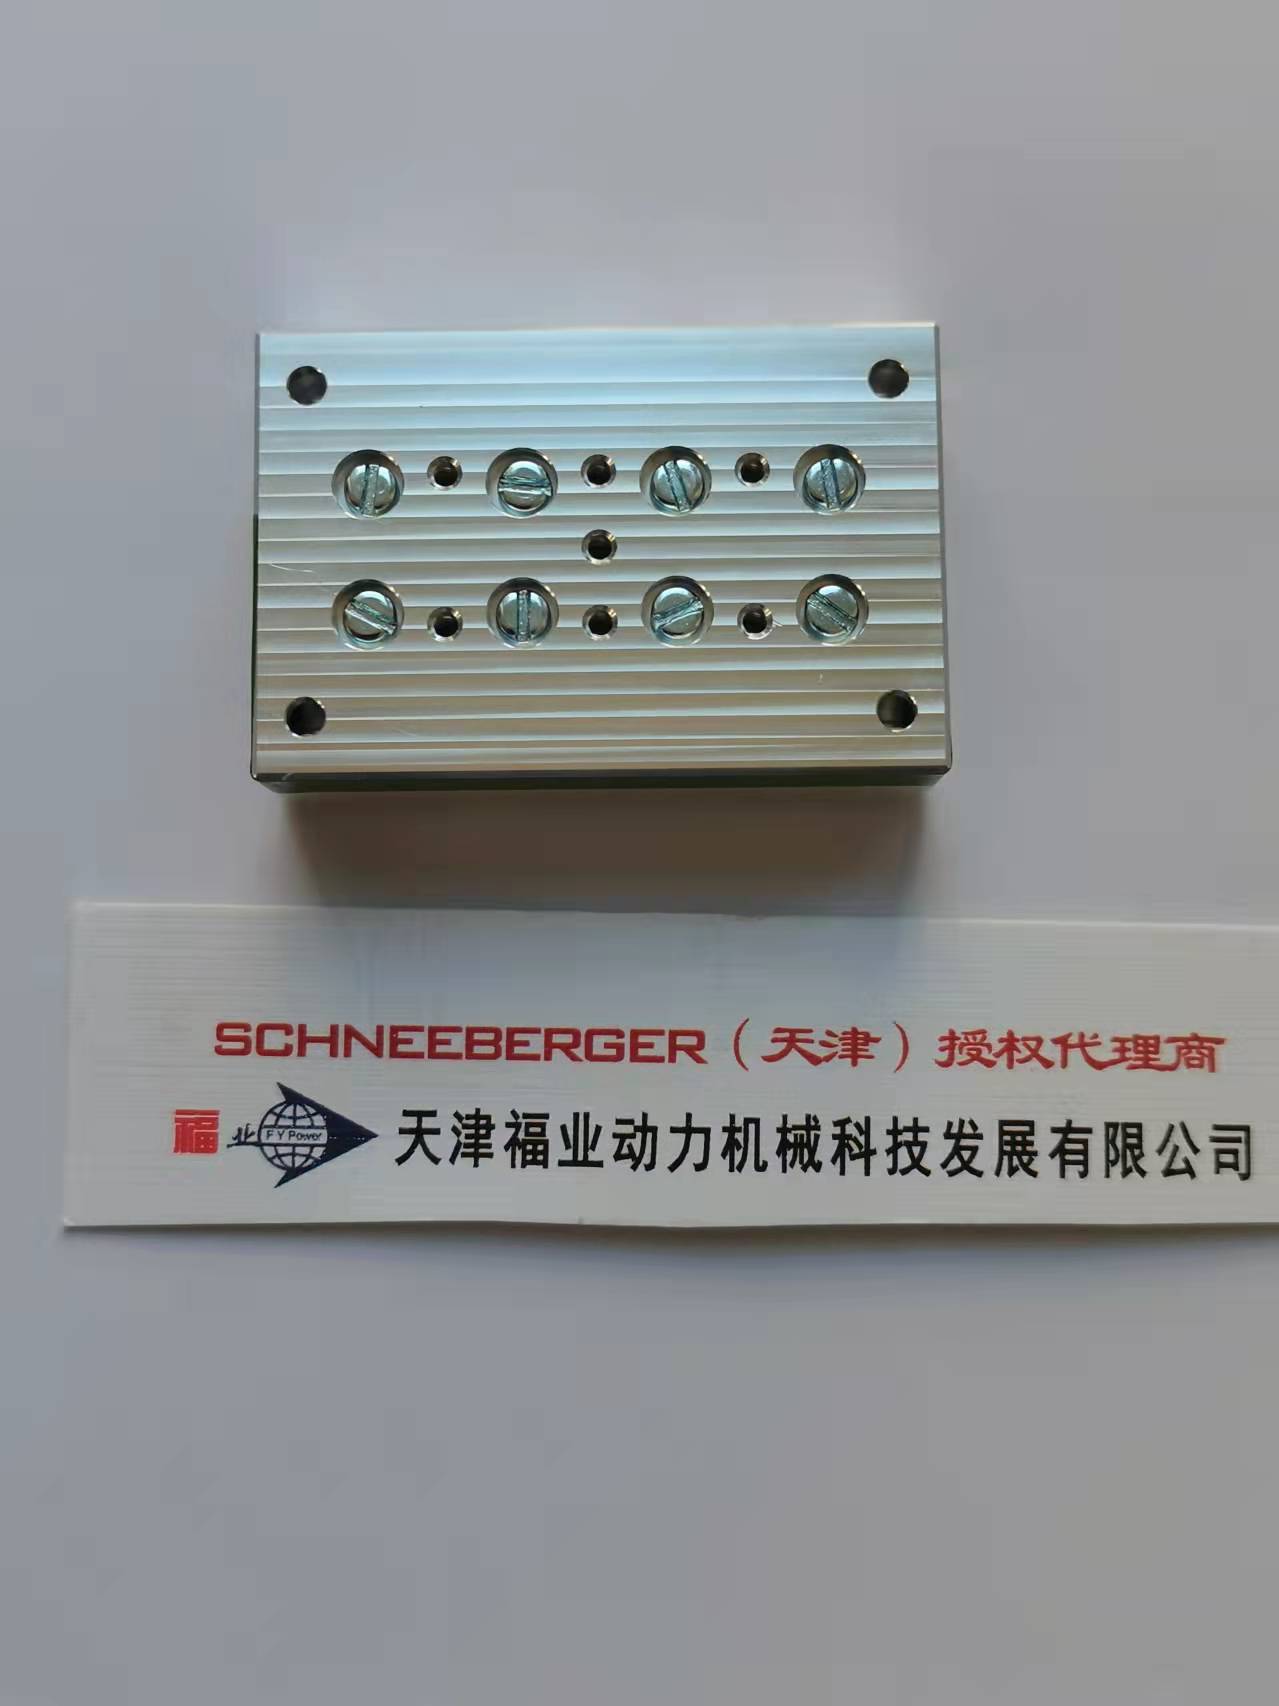 SCHNEEBERGER（天津）授权代理商
福业 FY Power 天津福业动力机械科技发展有限公司